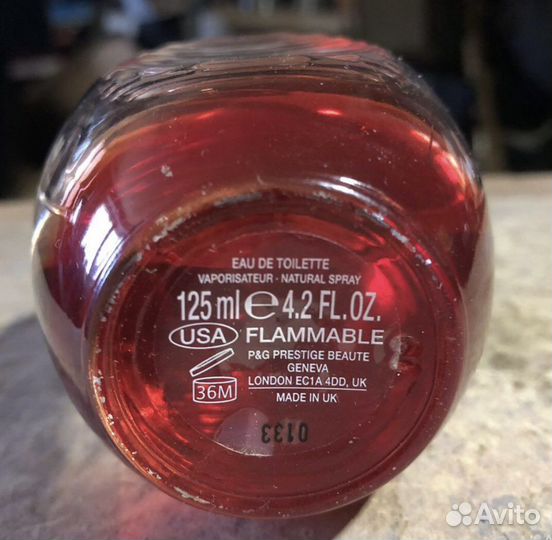 EAU DE TOILETTE
VAPORISATEUR · NATURAL SPRAY
125 ml ℮ 4.2 FL.OZ.
USA FLAMMABLE
P&G PRESTIGE BEAUTE
GENEVA
36M
LONDON EC1A 4DD, UK
MADE IN UK
0133
Avito